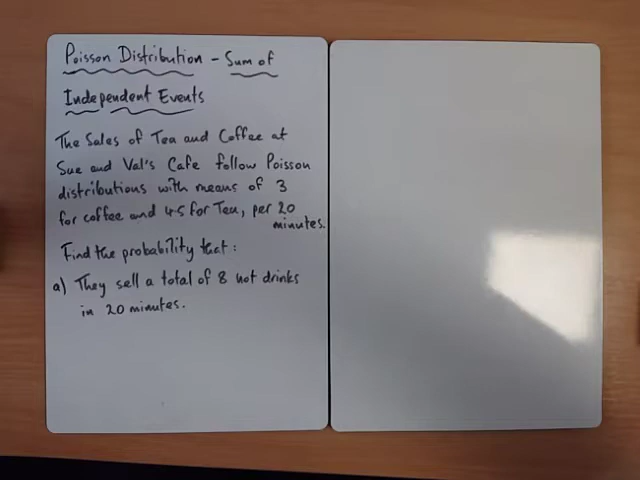 Poisson Distribution - Sum of
Independent Events
The Sales of Tea and Coffee at
Sue and Val's Cafe follow Poisson
distributions with means of 3
for coffee and 4.5 for Tea, per 20
minutes.
Find the probability that:
a) They sell a total of 8 hot drinks
in 20 minutes.